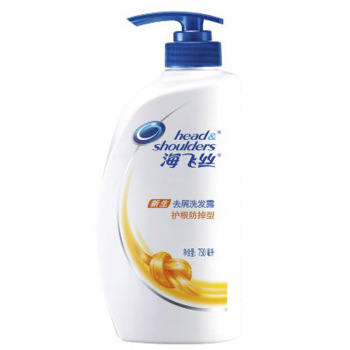 head&
shoulders®
海飞丝®
新生 去屑洗发露
护根防掉型
净含量: 750毫升